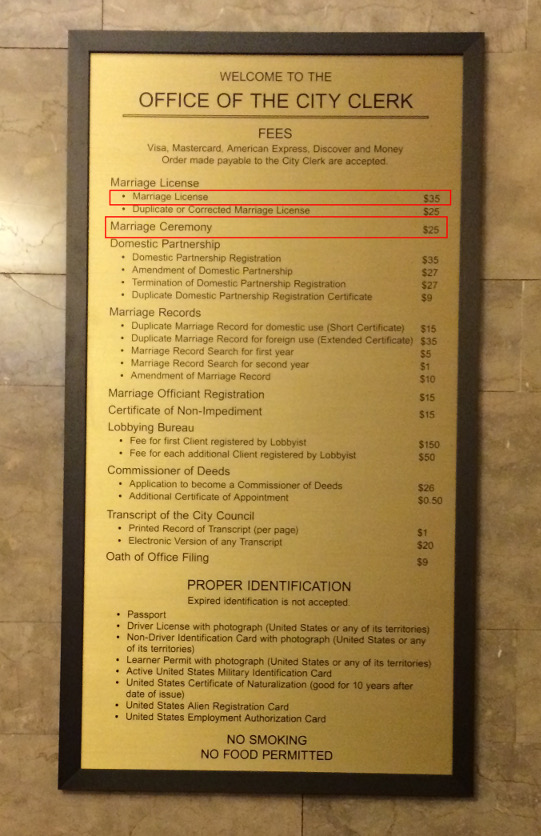 WELCOME TO THE
OFFICE OF THE CITY CLERK
FEES
Visa, Mastercard, American Express, Discover and Money
Order made payable to the City Clerk are accepted.
Marriage License
• Marriage License $35
• Duplicate or Corrected Marriage License $25
Marriage Ceremony $25
Domestic Partnership
• Domestic Partnership Registration $35
• Amendment of Domestic Partnership $27
• Termination of Domestic Partnership Registration $27
• Duplicate Domestic Partnership Registration Certificate $9
Marriage Records
• Duplicate Marriage Record for domestic use (Short Certificate) $15
• Duplicate Marriage Record for foreign use (Extended Certificate) $35
• Marriage Record Search for first year $5
• Marriage Record Search for second year $1
• Amendment of Marriage Record $10
Marriage Officiant Registration $15
Certificate of Non-Impediment $15
Lobbying Bureau
• Fee for first Client registered by Lobbyist $150
• Fee for each additional Client registered by Lobbyist $50
Commissioner of Deeds
• Application to become a Commissioner of Deeds $26
• Additional Certificate of Appointment $0.50
Transcript of the City Council
• Printed Record of Transcript (per page) $1
• Electronic Version of any Transcript $20
Oath of Office Filing $9
PROPER IDENTIFICATION
Expired identification is not accepted.
• Passport
• Driver License with photograph (United States or any of its territories)
• Non-Driver Identification Card with photograph (United States or any
of its territories)
• Learner Permit with photograph (United States or any of its territories)
• Active United States Military Identification Card
• United States Certificate of Naturalization (good for 10 years after
date of issue)
• United States Alien Registration Card
• United States Employment Authorization Card
NO SMOKING
NO FOOD PERMITTED